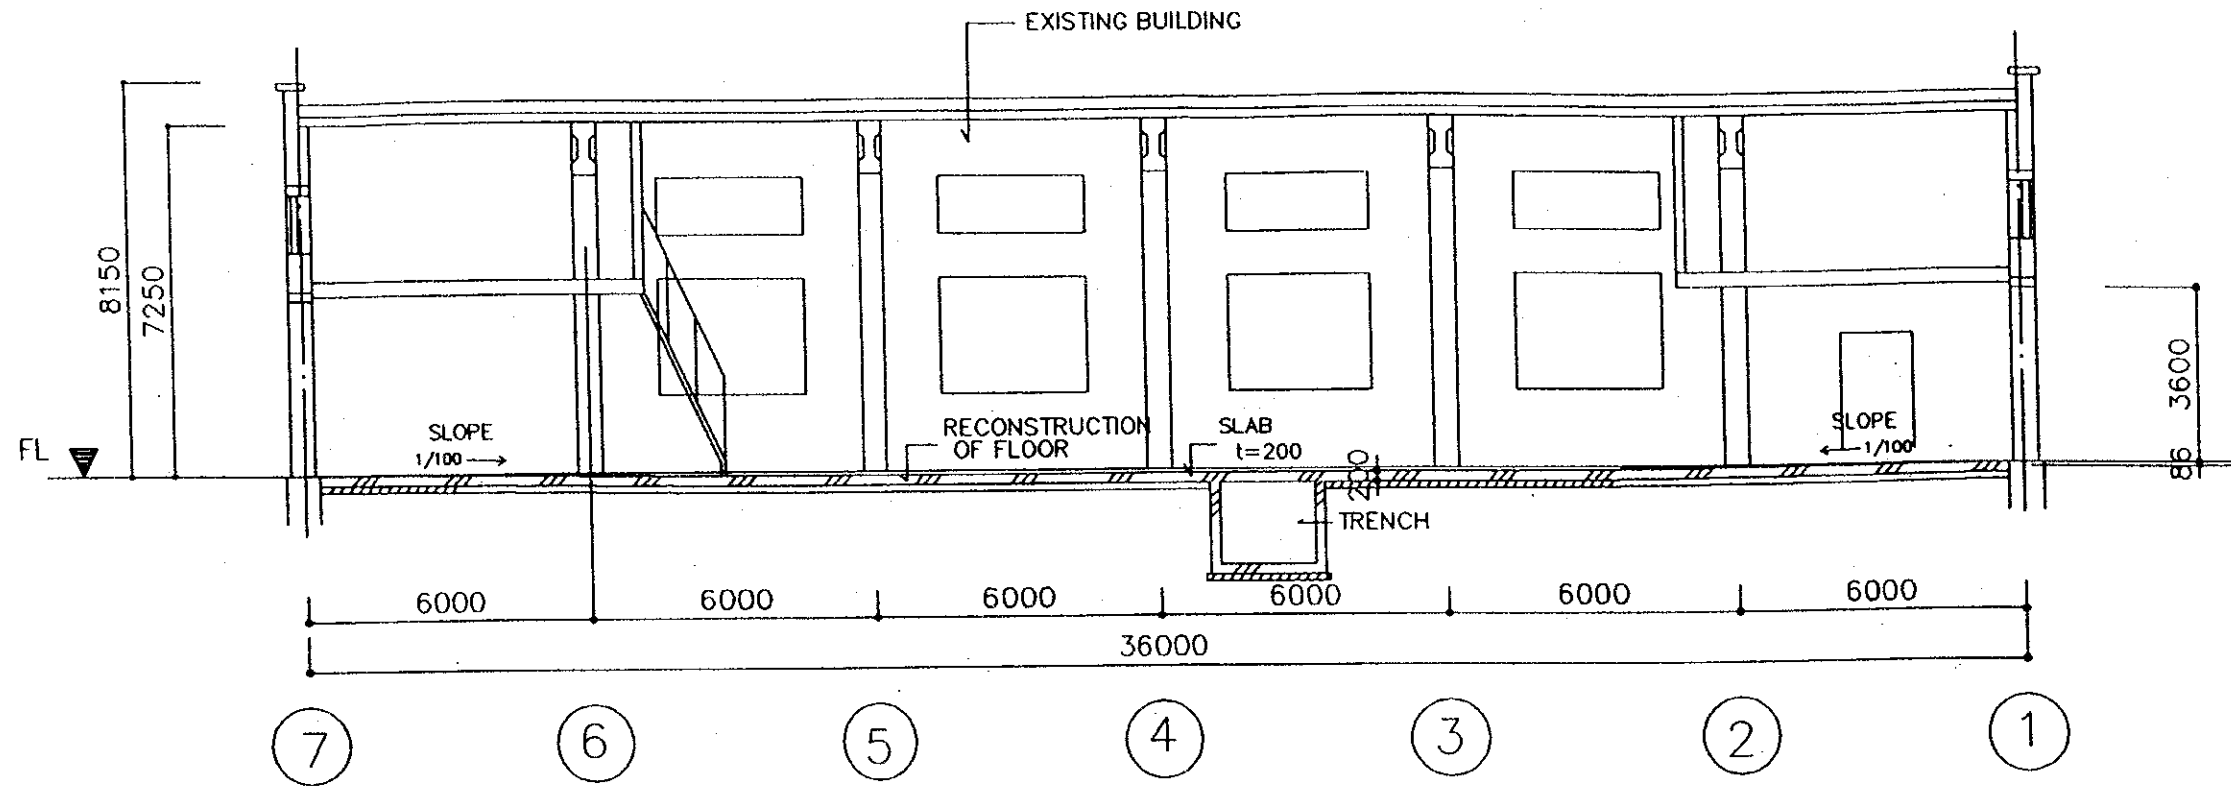 EXISTING BUILDING
8150
7250
3600
86
FL
SLOPE
1/100
RECONSTRUCTION
OF FLOOR
SLAB
t=200
200
SLOPE
1/100
TRENCH
6000
6000
6000
6000
6000
6000
36000
7
6
5
4
3
2
1